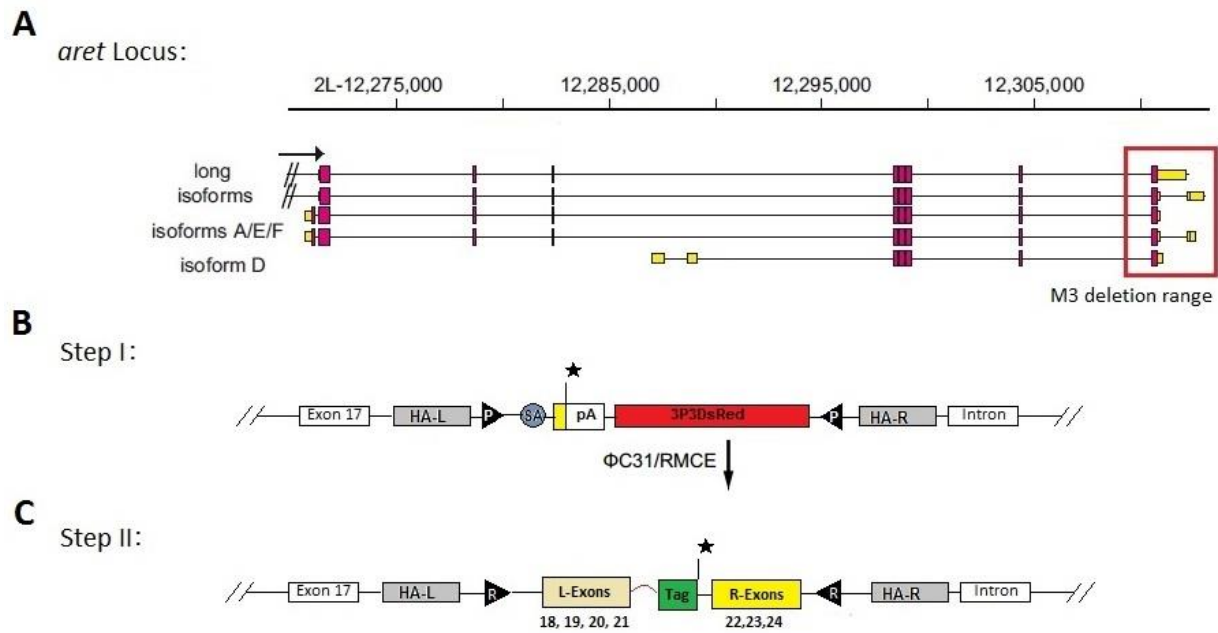 A
aret Locus:
2L-12,275,000 12,285,000 12,295,000 12,305,000
long
isoforms
isoforms A/E/F
isoform D
M3 deletion range
B
Step I:
Exon 17 HA-L P SA pA 3P3DsRed P HA-R Intron
ΦC31/RMCE
C
Step II:
Exon 17 HA-L R L-Exons Tag R-Exons R HA-R Intron
18, 19, 20, 21 22,23,24